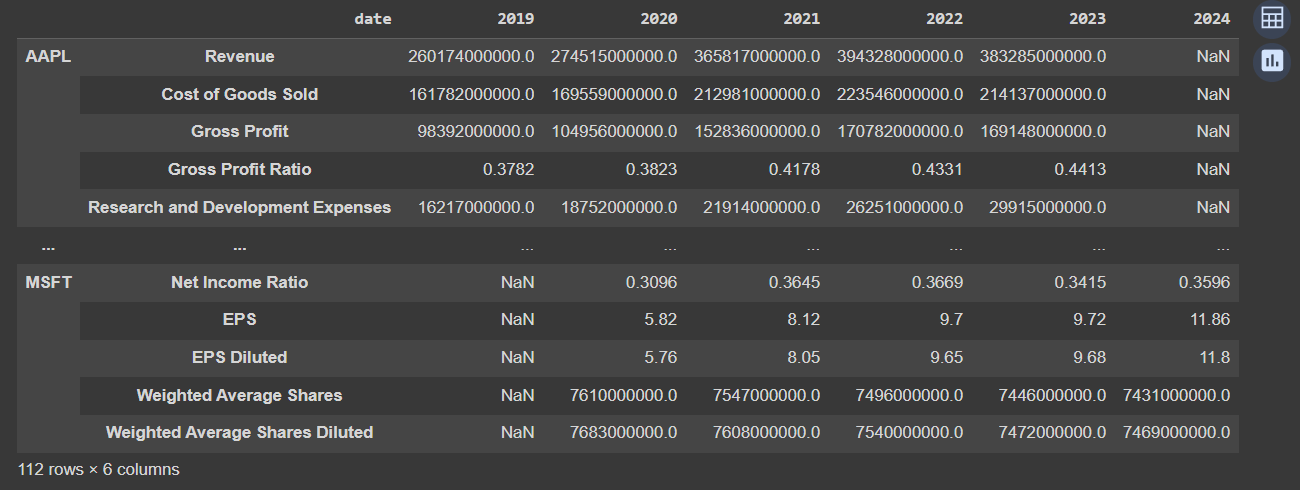 date 2019 2020 2021 2022 2023 2024
AAPL Revenue 260174000000.0 274515000000.0 365817000000.0 394328000000.0 383285000000.0 NaN
Cost of Goods Sold 161782000000.0 169559000000.0 212981000000.0 223546000000.0 214137000000.0 NaN
Gross Profit 98392000000.0 104956000000.0 152836000000.0 170782000000.0 169148000000.0 NaN
Gross Profit Ratio 0.3782 0.3823 0.4178 0.4331 0.4413 NaN
Research and Development Expenses 16217000000.0 18752000000.0 21914000000.0 26251000000.0 29915000000.0 NaN
... ... ... ... ... ... ... ...
MSFT Net Income Ratio NaN 0.3096 0.3645 0.3669 0.3415 0.3596
EPS NaN 5.82 8.12 9.7 9.72 11.86
EPS Diluted NaN 5.76 8.05 9.65 9.68 11.8
Weighted Average Shares NaN 7610000000.0 7547000000.0 7496000000.0 7446000000.0 7431000000.0
Weighted Average Shares Diluted NaN 7683000000.0 7608000000.0 7540000000.0 7472000000.0 7469000000.0
112 rows × 6 columns